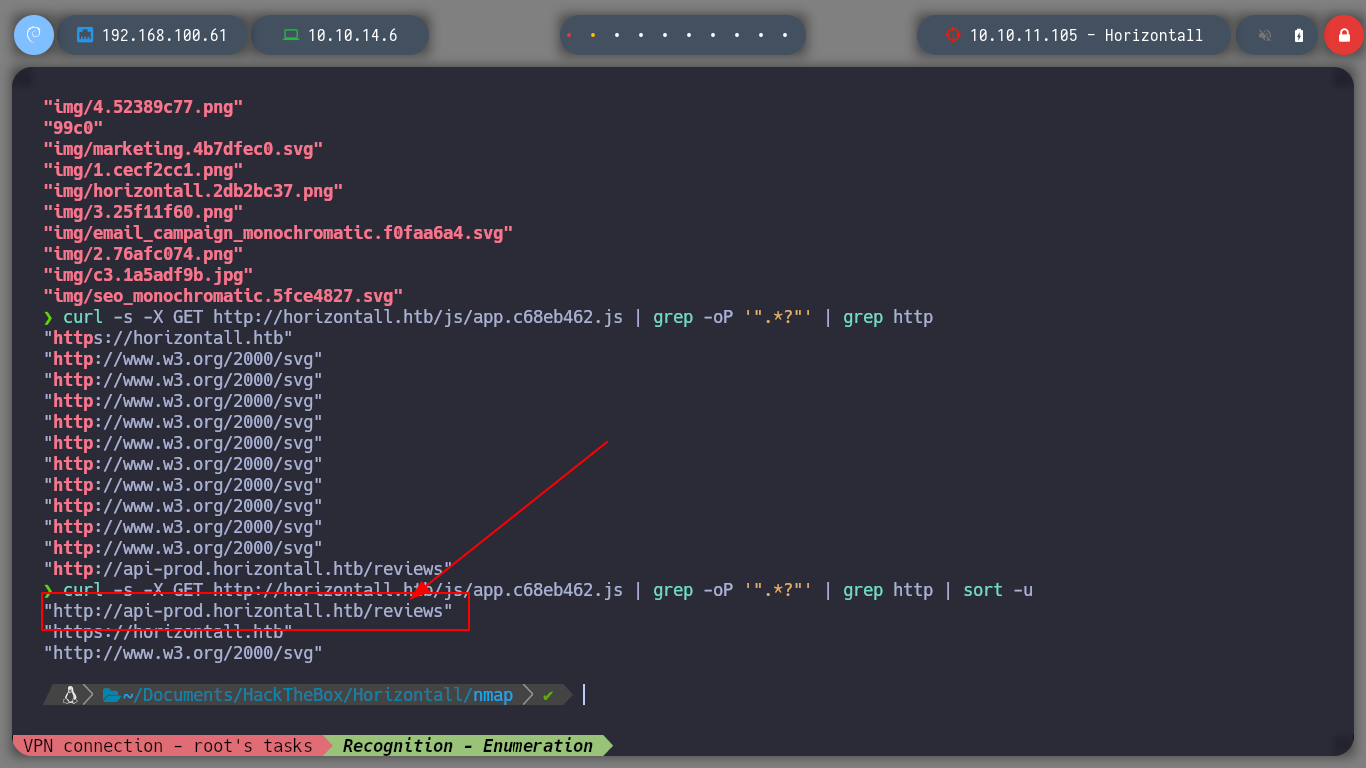 192.168.100.61
10.10.14.6
10.10.11.105 - Horizontall
"img/4.52389c77.png"
"99c0"
"img/marketing.4b7dfec0.svg"
"img/1.cecf2cc1.png"
"img/horizontall.2db2bc37.png"
"img/3.25f11f60.png"
"img/email_campaign_monochromatic.f0faa6a4.svg"
"img/2.76afc074.png"
"img/c3.1a5adf9b.jpg"
"img/seo_monochromatic.5fce4827.svg"
❯ curl -s -X GET http://horizontall.htb/js/app.c68eb462.js | grep -oP '".*?"' | grep http
"https://horizontall.htb"
"http://www.w3.org/2000/svg"
"http://www.w3.org/2000/svg"
"http://www.w3.org/2000/svg"
"http://www.w3.org/2000/svg"
"http://www.w3.org/2000/svg"
"http://www.w3.org/2000/svg"
"http://www.w3.org/2000/svg"
"http://www.w3.org/2000/svg"
"http://www.w3.org/2000/svg"
"http://www.w3.org/2000/svg"
"http://api-prod.horizontall.htb/reviews"
❯ curl -s -X GET http://horizontall.htb/js/app.c68eb462.js | grep -oP '".*?"' | grep http | sort -u
"http://api-prod.horizontall.htb/reviews"
"https://horizontall.htb"
"http://www.w3.org/2000/svg"
~/Documents/HackTheBox/Horizontall/nmap ✔
VPN connection - root's tasks
Recognition - Enumeration